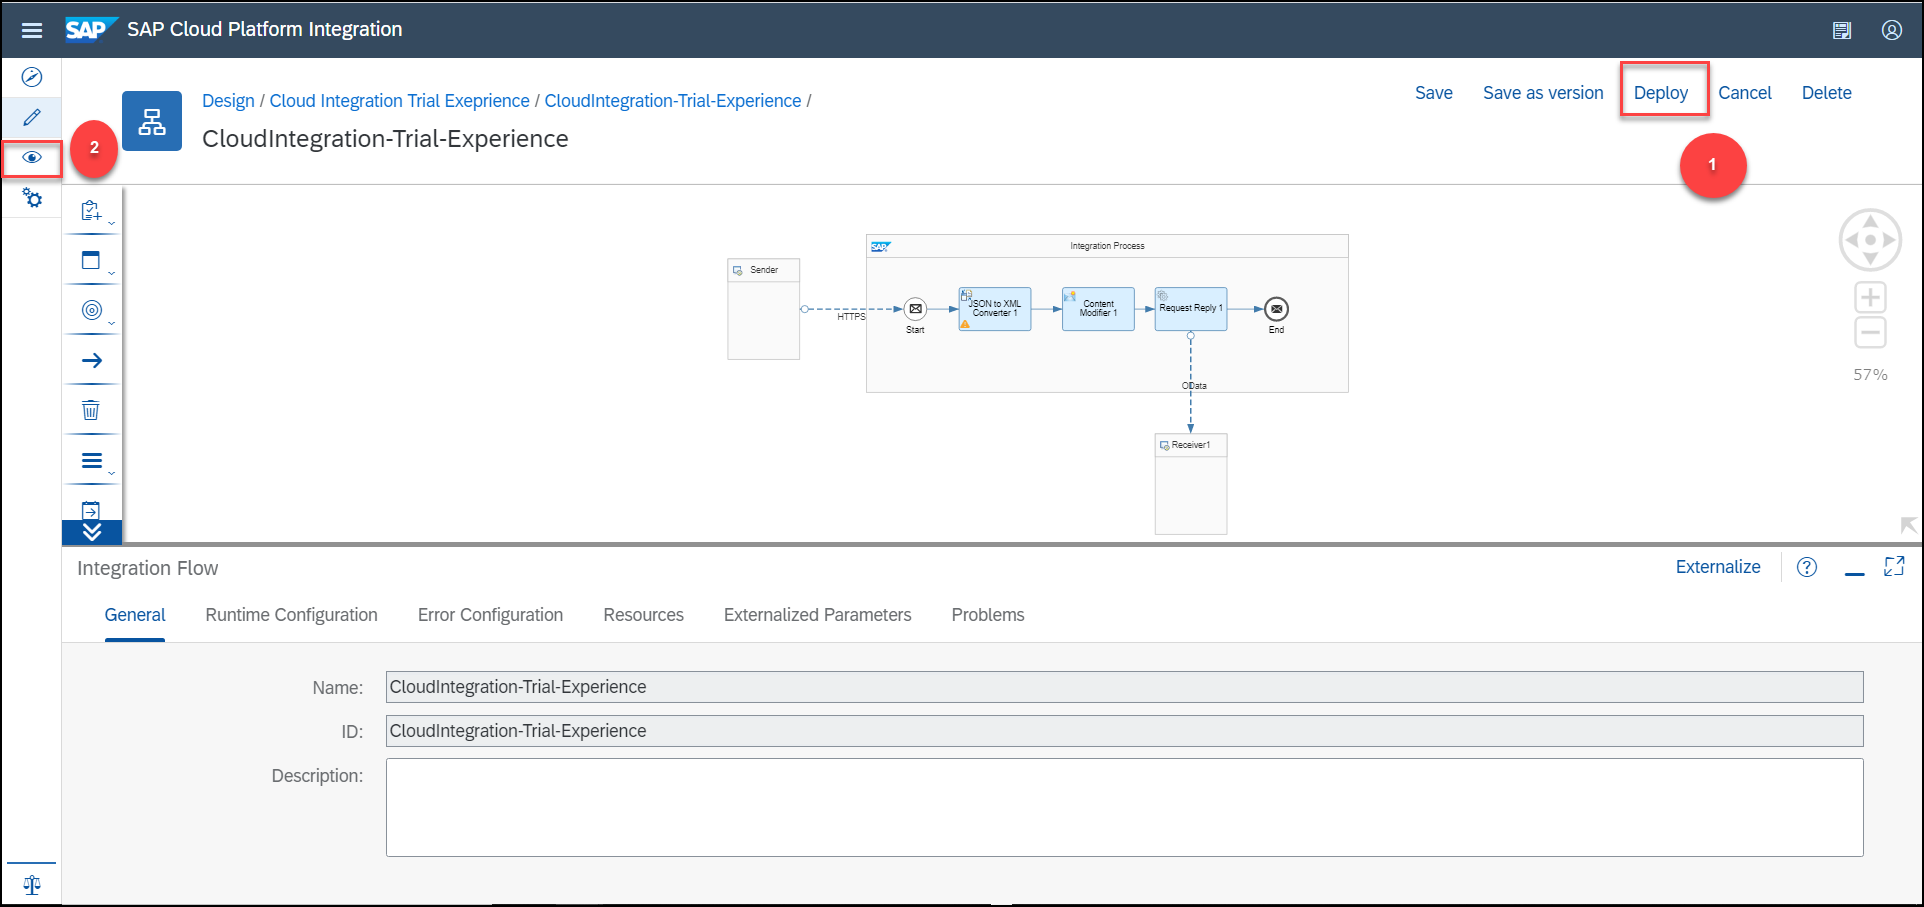 SAP SAP Cloud Platform Integration
Design / Cloud Integration Trial Exeprience / CloudIntegration-Trial-Experience /
CloudIntegration-Trial-Experience
Save Save as version Deploy Cancel Delete
1
2
SAP Integration Process
Sender
HTTPS
Start
JSON to XML
Converter 1
Content
Modifier 1
Request Reply 1
End
OData
Receiver1
57%
Integration Flow
Externalize
General Runtime Configuration Error Configuration Resources Externalized Parameters Problems
Name: CloudIntegration-Trial-Experience
ID: CloudIntegration-Trial-Experience
Description: